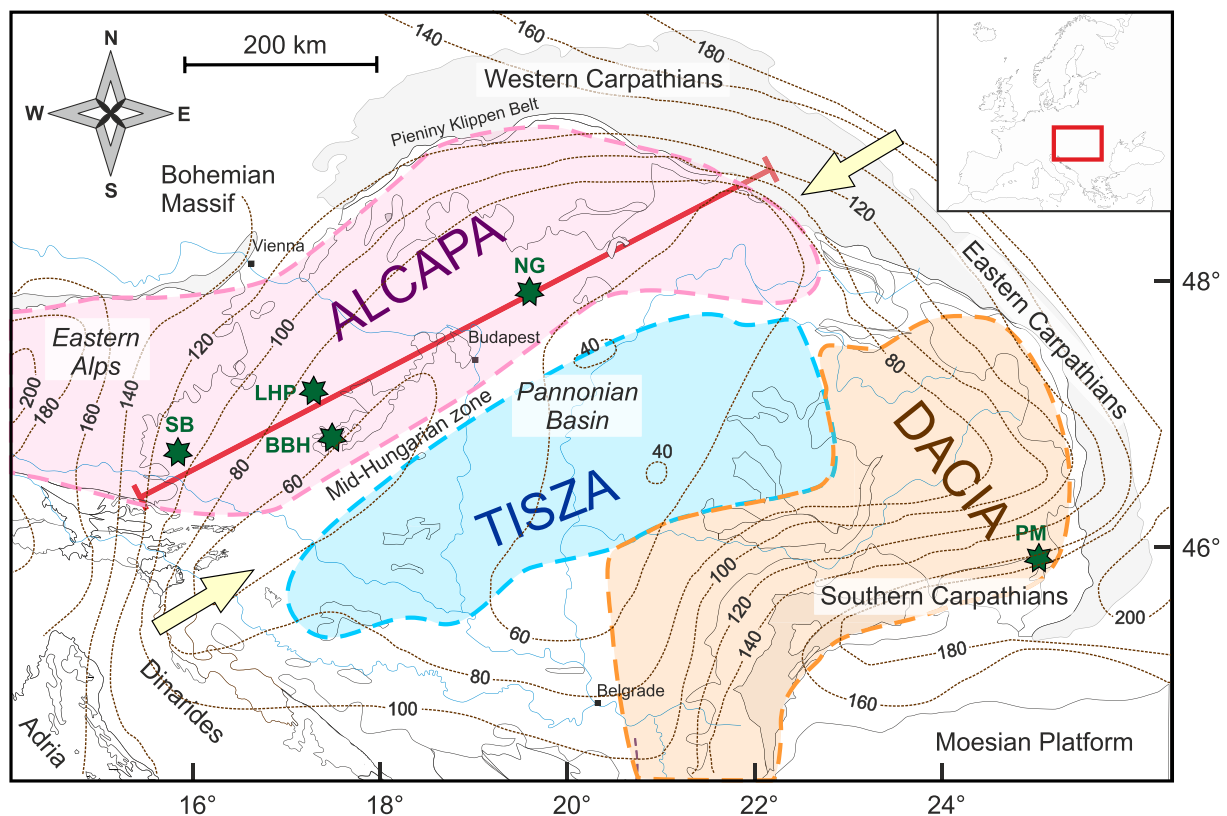 140
160
180
200 km
N
W
E
S
Western Carpathians
Pieniny Klippen Belt
Bohemian
Massif
Vienna
120
ALCAPA
NG
Eastern Carpathians
48°
Eastern
Alps
120
100
Budapest
40
80
200
180
160
140
LHP
Pannonian
Basin
SB
BBH
Mid-Hungarian zone
80
60
40
DACIA
TISZA
PM
46°
100
Southern Carpathians
120
140
200
60
180
80
160
100
Belgrade
Dinarides
Adria
Moesian Platform
16°
18°
20°
22°
24°